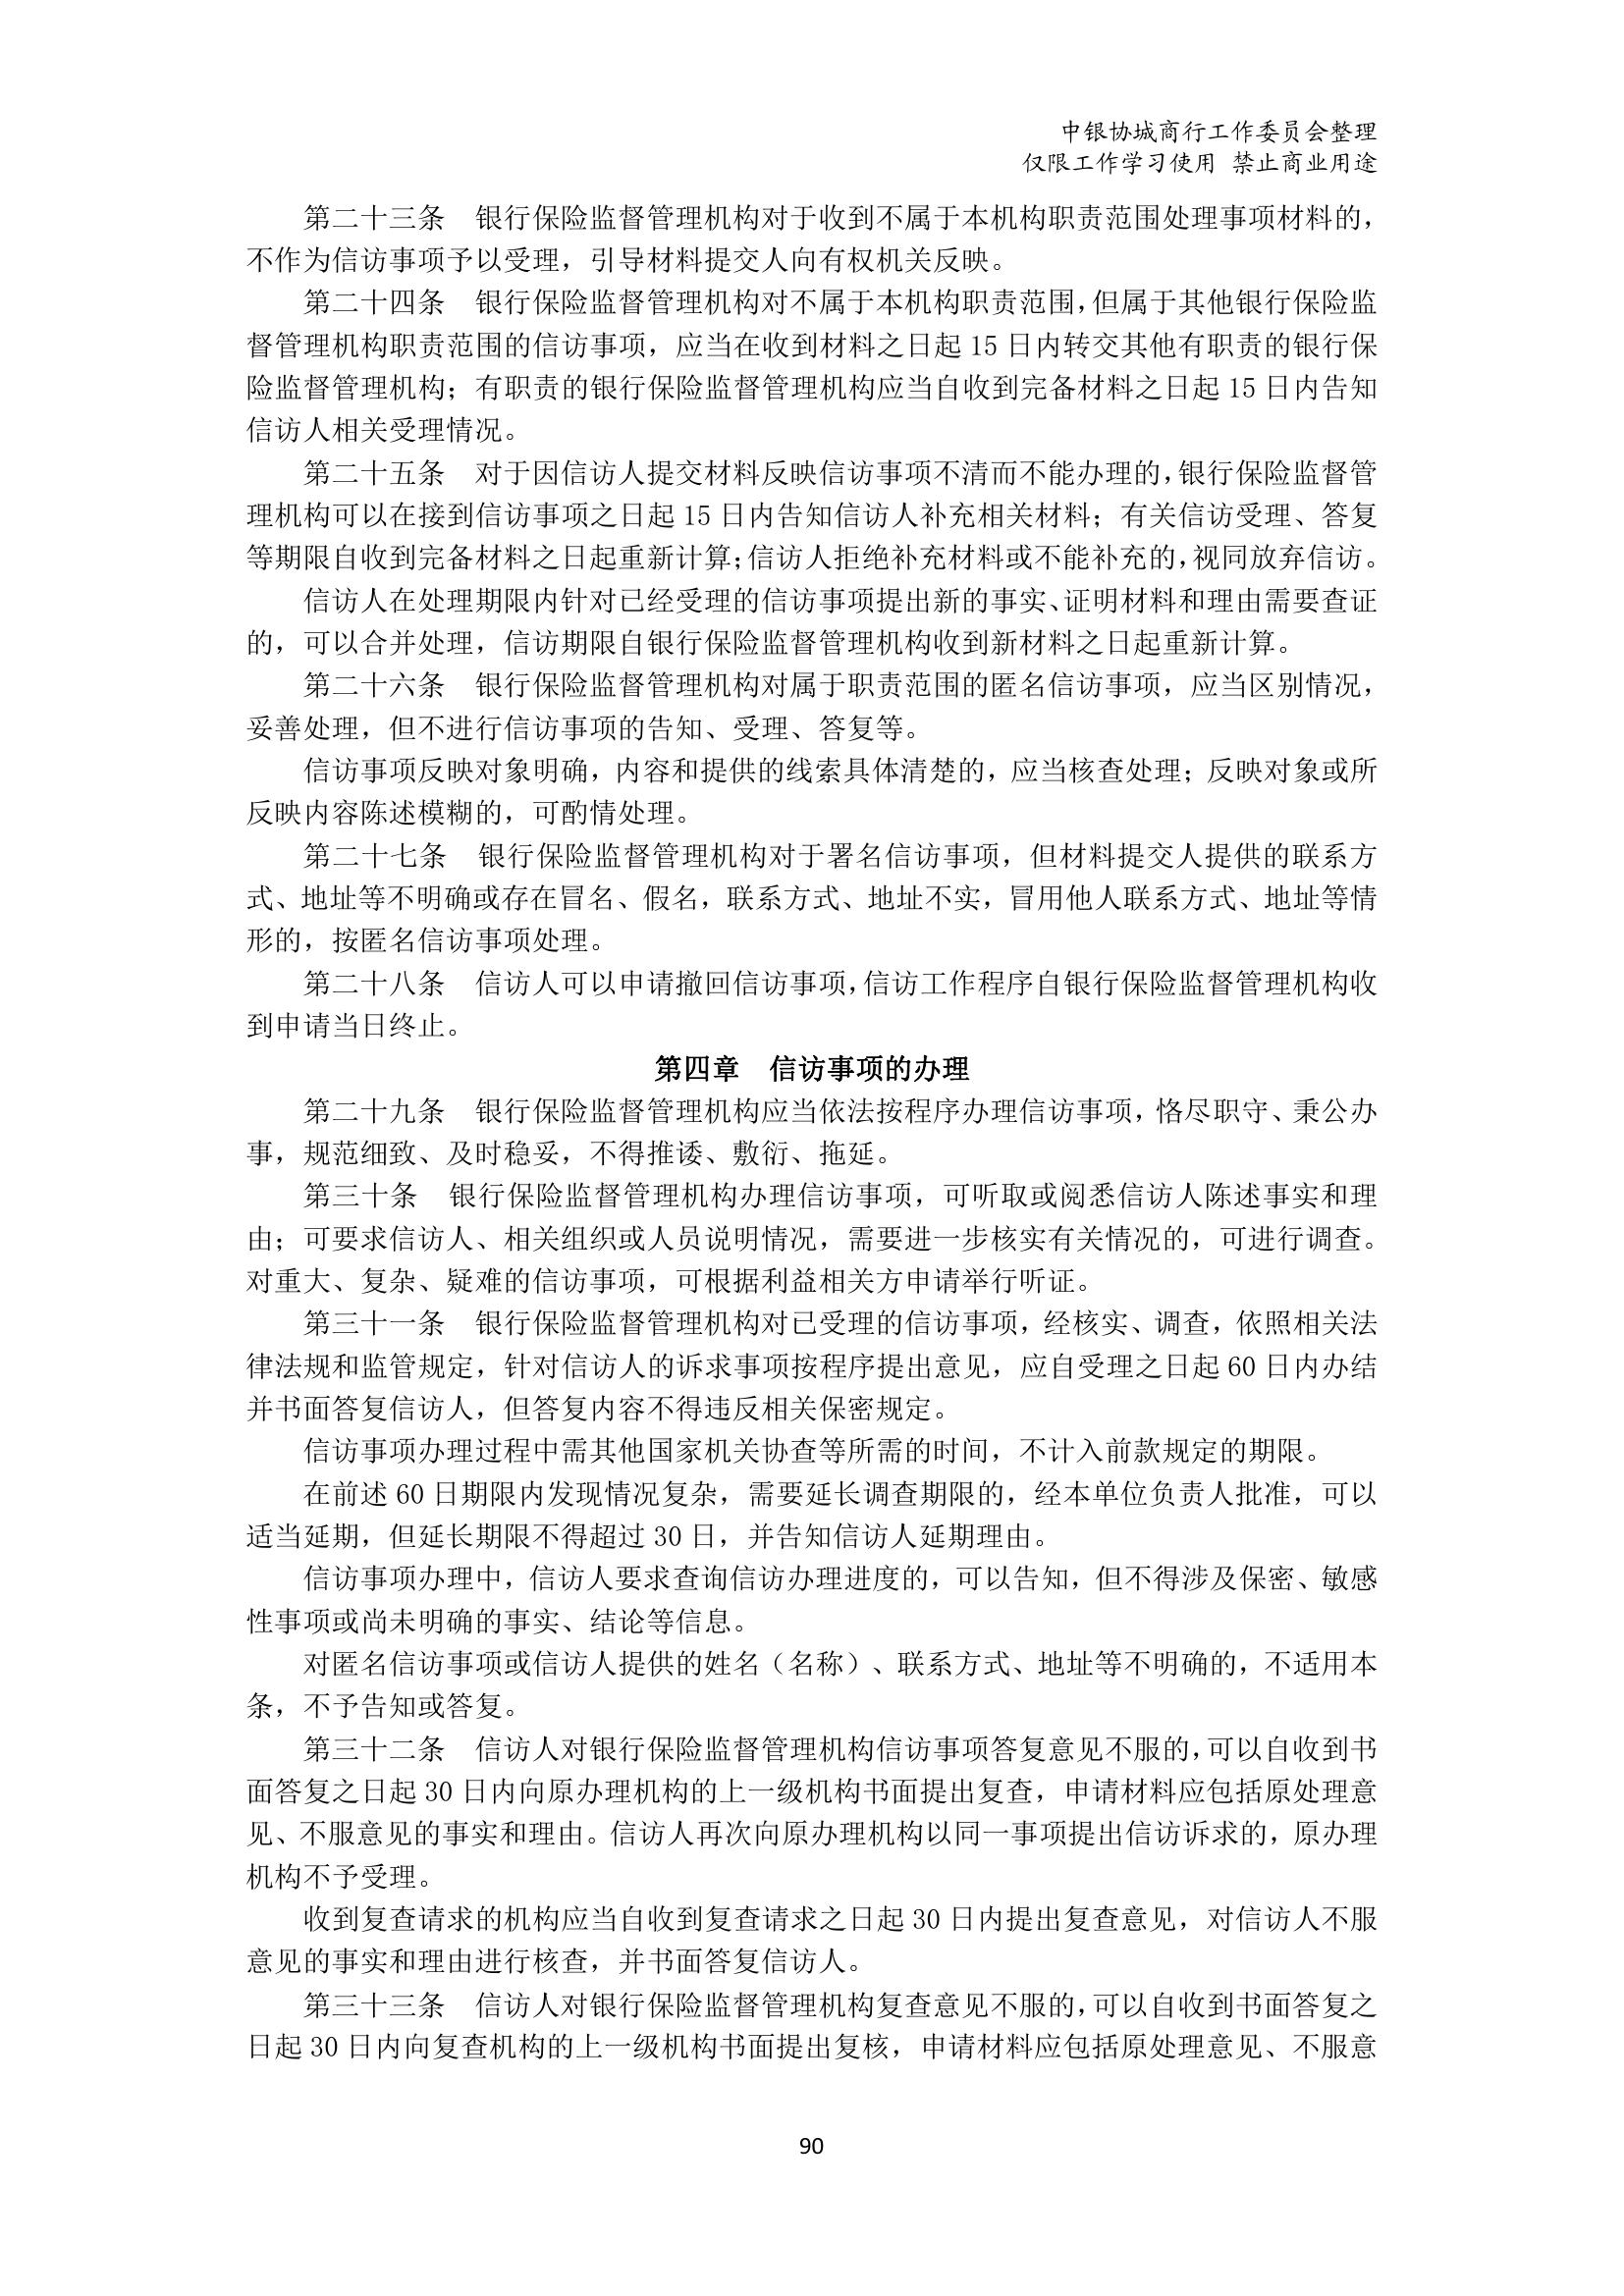 中银协城商行工作委员会整理
仅限工作学习使用 禁止商业用途
第二十三条 银行保险监督管理机构对于收到不属于本机构职责范围处理事项材料的，
不作为信访事项予以受理，引导材料提交人向有权机关反映。
第二十四条 银行保险监督管理机构对不属于本机构职责范围，但属于其他银行保险监
督管理机构职责范围的信访事项，应当在收到材料之日起 15 日内转交其他有职责的银行保
险监督管理机构；有职责的银行保险监督管理机构应当自收到完备材料之日起 15 日内告知
信访人相关受理情况。
第二十五条 对于因信访人提交材料反映信访事项不清而不能办理的，银行保险监督管
理机构可以在接到信访事项之日起 15 日内告知信访人补充相关材料；有关信访受理、答复
等期限自收到完备材料之日起重新计算；信访人拒绝补充材料或不能补充的，视同放弃信访。
信访人在处理期限内针对已经受理的信访事项提出新的事实、证明材料和理由需要查证
的，可以合并处理，信访期限自银行保险监督管理机构收到新材料之日起重新计算。
第二十六条 银行保险监督管理机构对属于职责范围的匿名信访事项，应当区别情况，
妥善处理，但不进行信访事项的告知、受理、答复等。
信访事项反映对象明确，内容和提供的线索具体清楚的，应当核查处理；反映对象或所
反映内容陈述模糊的，可酌情处理。
第二十七条 银行保险监督管理机构对于署名信访事项，但材料提交人提供的联系方
式、地址等不明确或存在冒名、假名，联系方式、地址不实，冒用他人联系方式、地址等情
形的，按匿名信访事项处理。
第二十八条 信访人可以申请撤回信访事项，信访工作程序自银行保险监督管理机构收
到申请当日终止。
第四章 信访事项的办理
第二十九条 银行保险监督管理机构应当依法按程序办理信访事项，恪尽职守、秉公办
事，规范细致、及时稳妥，不得推诿、敷衍、拖延。
第三十条 银行保险监督管理机构办理信访事项，可听取或阅悉信访人陈述事实和理
由；可要求信访人、相关组织或人员说明情况，需要进一步核实有关情况的，可进行调查。
对重大、复杂、疑难的信访事项，可根据利益相关方申请举行听证。
第三十一条 银行保险监督管理机构对已受理的信访事项，经核实、调查，依照相关法
律法规和监管规定，针对信访人的诉求事项按程序提出意见，应自受理之日起 60 日内办结
并书面答复信访人，但答复内容不得违反相关保密规定。
信访事项办理过程中需其他国家机关协查等所需的时间，不计入前款规定的期限。
在前述 60 日期限内发现情况复杂，需要延长调查期限的，经本单位负责人批准，可以
适当延期，但延长期限不得超过 30 日，并告知信访人延期理由。
信访事项办理中，信访人要求查询信访办理进度的，可以告知，但不得涉及保密、敏感
性事项或尚未明确的事实、结论等信息。
对匿名信访事项或信访人提供的姓名（名称）、联系方式、地址等不明确的，不适用本
条，不予告知或答复。
第三十二条 信访人对银行保险监督管理机构信访事项答复意见不服的，可以自收到书
面答复之日起 30 日内向原办理机构的上一级机构书面提出复查，申请材料应包括原处理意
见、不服意见的事实和理由。信访人再次向原办理机构以同一事项提出信访诉求的，原办理
机构不予受理。
收到复查请求的机构应当自收到复查请求之日起 30 日内提出复查意见，对信访人不服
意见的事实和理由进行核查，并书面答复信访人。
第三十三条 信访人对银行保险监督管理机构复查意见不服的，可以自收到书面答复之
日起 30 日内向复查机构的上一级机构书面提出复核，申请材料应包括原处理意见、不服意
90